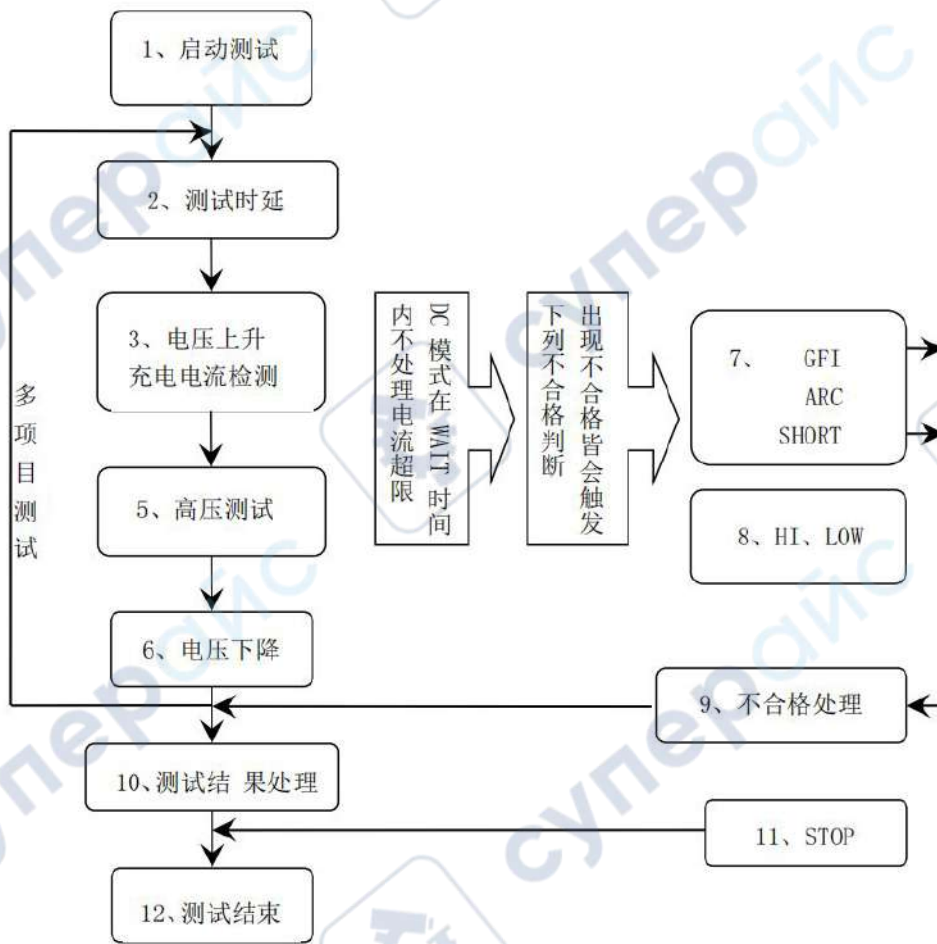 1、启动测试
2、测试时延
3、电压上升
充电电流检测
5、高压测试
6、电压下降
10、测试结 果处理
12、测试结束
多项目测试
DC 模式在 WAIT 时间
内不处理电流超限
出现不合格皆会触发
下列不合格判断
7、 GFI
ARC
SHORT
8、HI、LOW
9、不合格处理
11、STOP
суперайс
суперайс
суперайс
суперайс